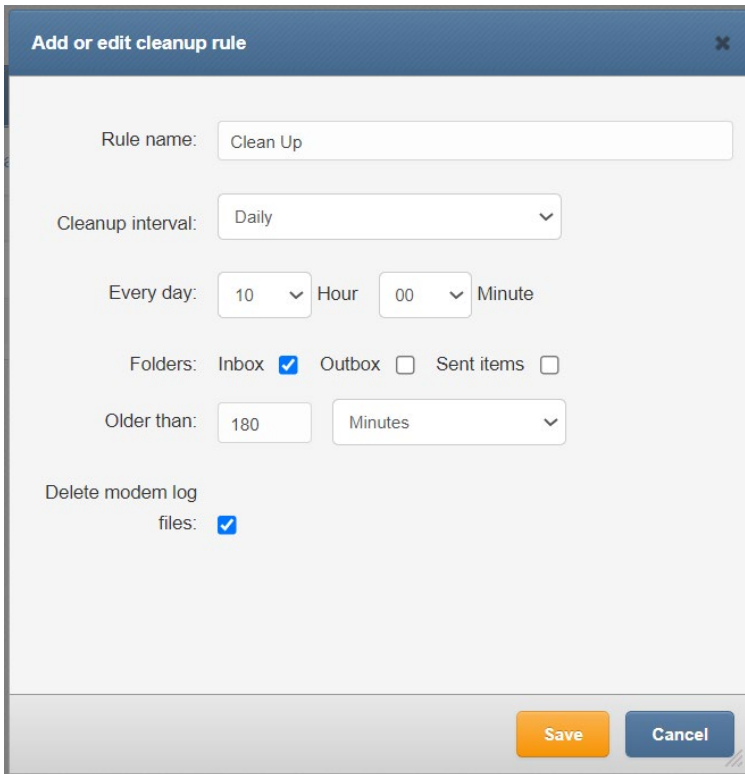 Add or edit cleanup rule
Rule name: Clean Up
Cleanup interval: Daily
Every day: 10 Hour 00 Minute
Folders: Inbox Outbox Sent items
Older than: 180 Minutes
Delete modem log
files:
Save Cancel